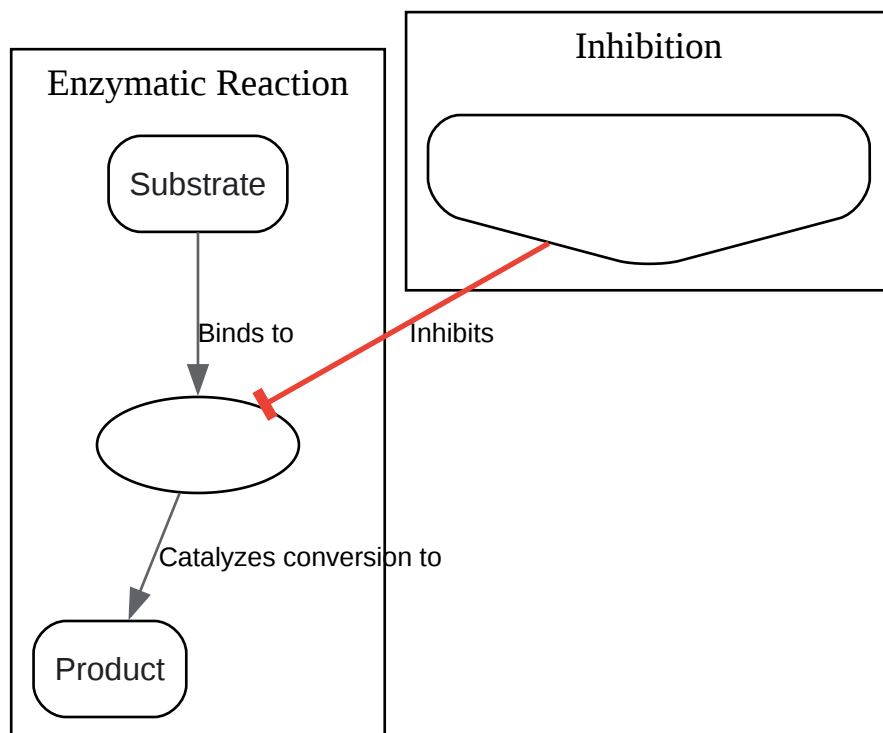 Inhibition
Enzymatic Reaction
Substrate
Binds to
Inhibits
Catalyzes conversion to
Product